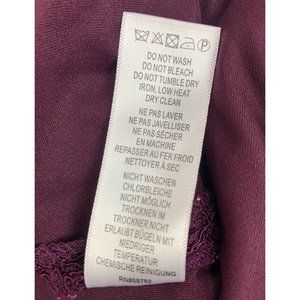 P
DO NOT WASH
DO NOT BLEACH
DO NOT TUMBLE DRY
IRON, LOW HEAT
DRY CLEAN
NE PAS LAVER
NE PAS JAVELLISER
NE PAS SÉCHER
EN MACHINE
REPASSER AU FER FROID
NETTOYER À SEC
NICHT WASCHEN
CHLORBLEICHE
NICHT MÖGLICH
TROCKNEN IM
TROCKNER NICHT
ERLAUBT BÜGELN MIT
NIEDRIGER
TEMPERATUR
CHEMISCHE REINIGUNG